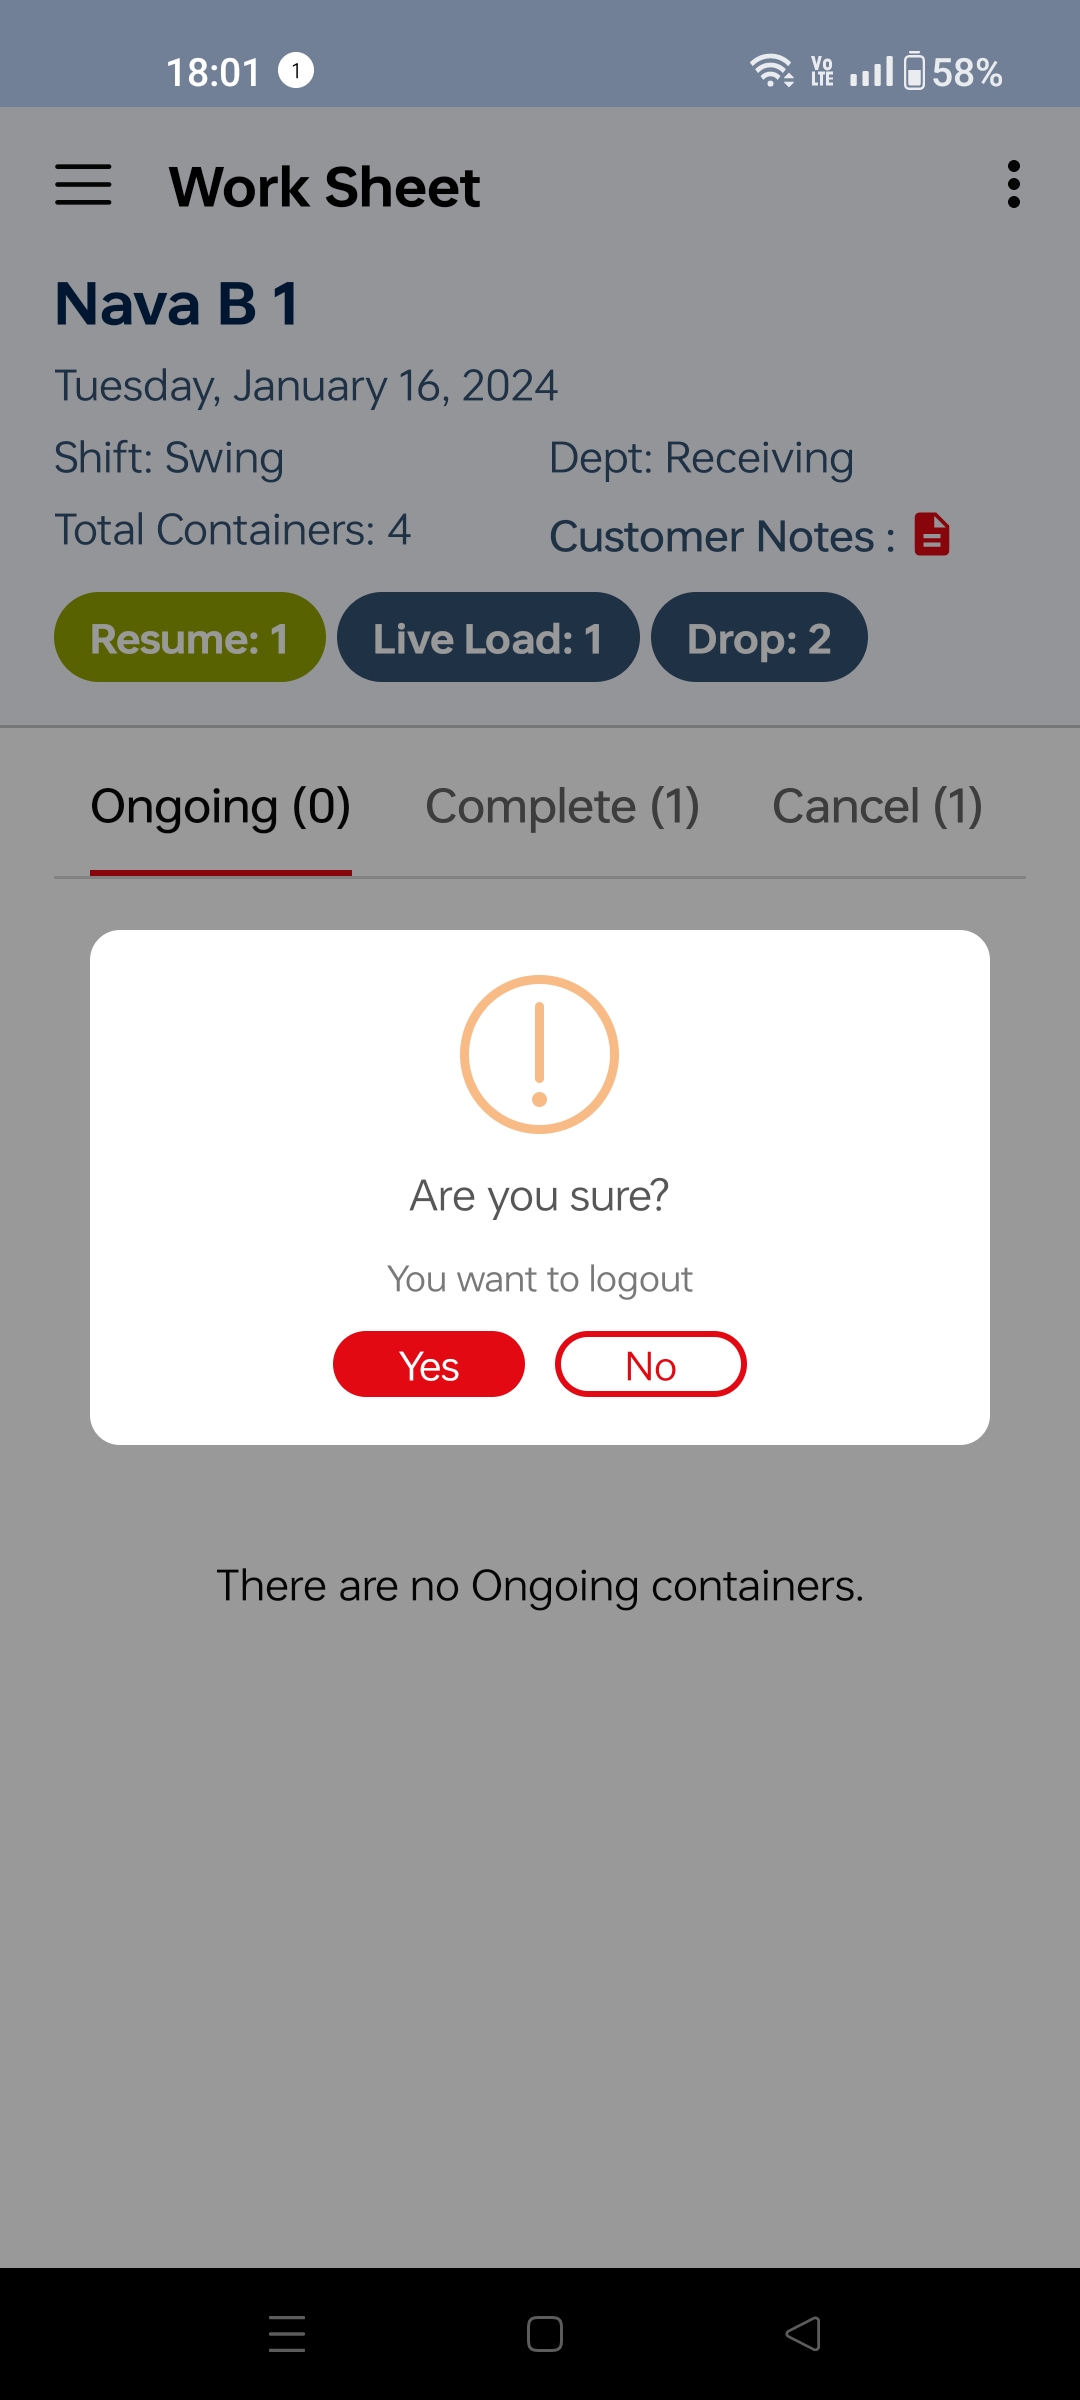 18:01 1 Vo LTE 58%
Work Sheet
Nava B 1
Tuesday, January 16, 2024
Shift: Swing Dept: Receiving
Total Containers: 4 Customer Notes :
Resume: 1 Live Load: 1 Drop: 2
Ongoing (0) Complete (1) Cancel (1)
Are you sure?
You want to logout
Yes No
There are no Ongoing containers.